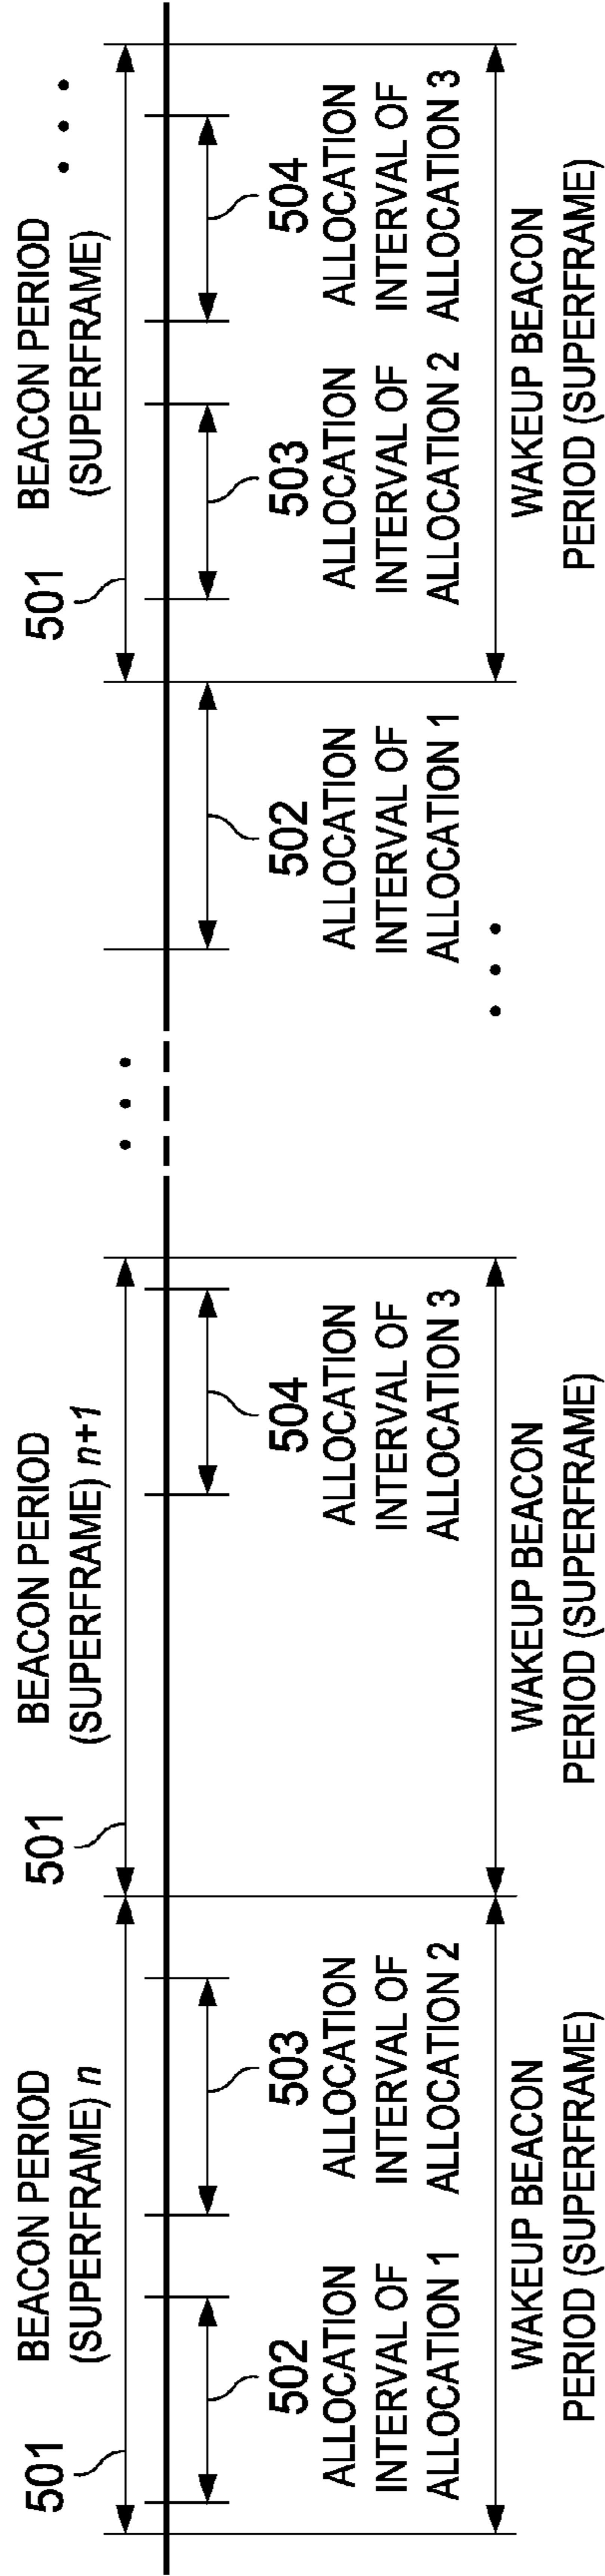 BEACON PERIOD
(SUPERFRAME) n
501
BEACON PERIOD
(SUPERFRAME) n+1
501
• • •
BEACON PERIOD
(SUPERFRAME)
501
• • •
502
ALLOCATION
INTERVAL OF
ALLOCATION 1
503
ALLOCATION
INTERVAL OF
ALLOCATION 2
504
ALLOCATION
INTERVAL OF
ALLOCATION 3
502
ALLOCATION
INTERVAL OF
ALLOCATION 1
503
ALLOCATION
INTERVAL OF
ALLOCATION 2
504
ALLOCATION
INTERVAL OF
ALLOCATION 3
WAKEUP BEACON
PERIOD (SUPERFRAME)
WAKEUP BEACON
PERIOD (SUPERFRAME)
• • •
WAKEUP BEACON
PERIOD (SUPERFRAME)